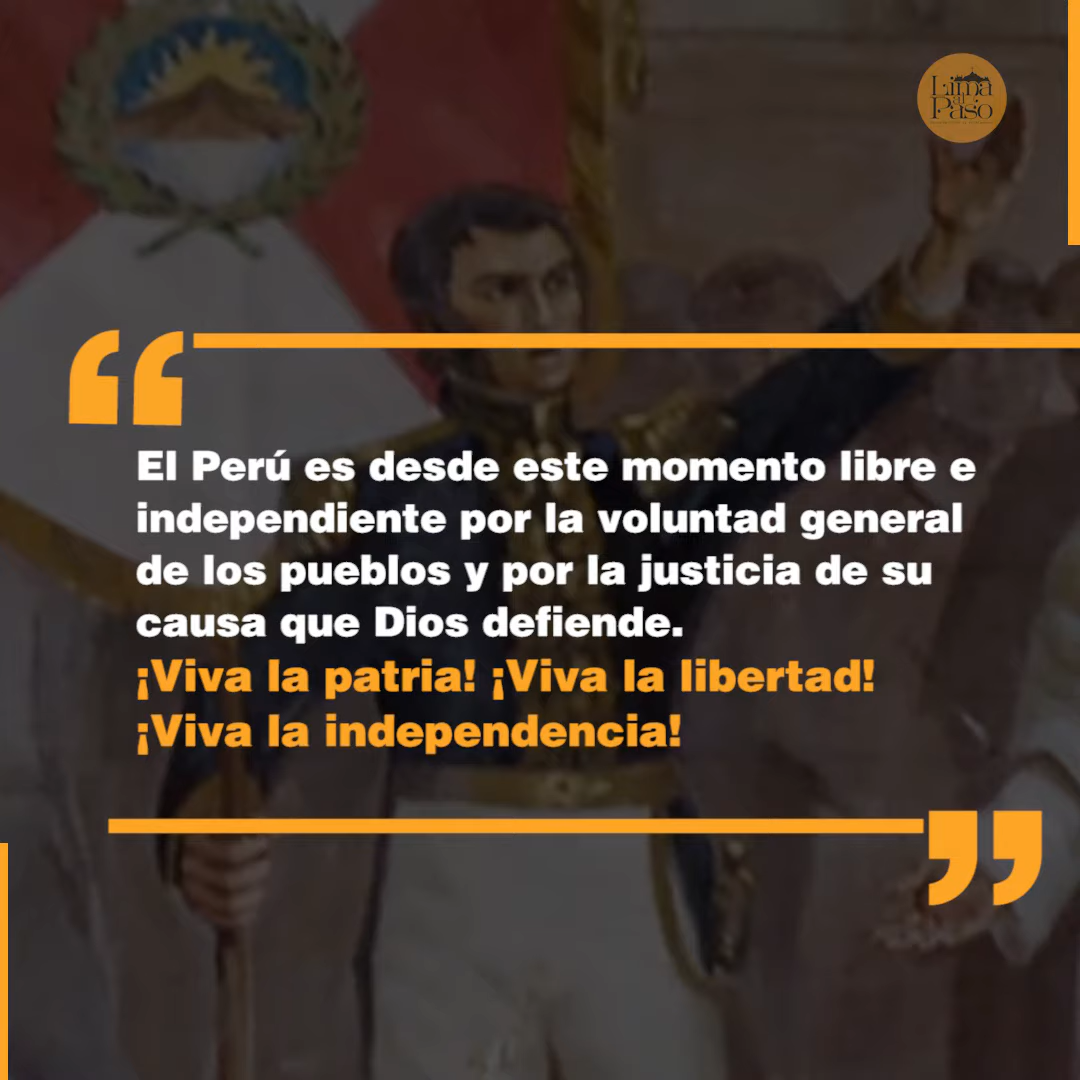 Lima
al
Paso
“
El Perú es desde este momento libre e
independiente por la voluntad general
de los pueblos y por la justicia de su
causa que Dios defiende.
¡Viva la patria! ¡Viva la libertad!
¡Viva la independencia!
”